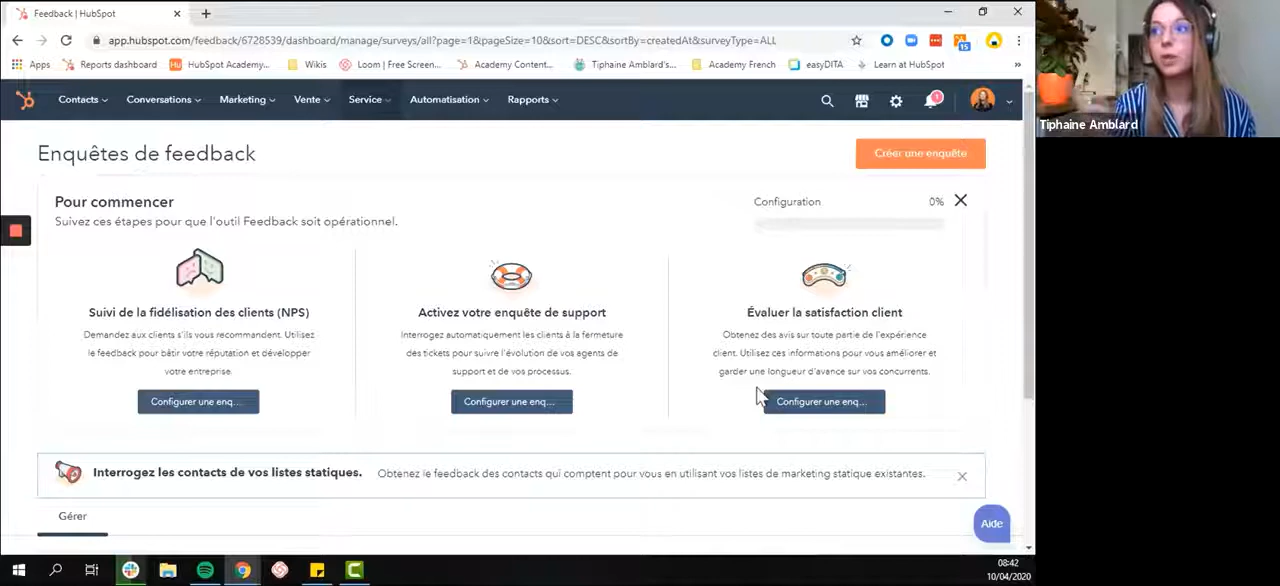 Feedback | HubSpot
app.hubspot.com/feedback/6728539/dashboard/manage/surveys/all?page=1&pageSize=10&sort=DESC&sortBy=createdAt&surveyType=ALL
15
Apps
Reports dashboard
HubSpot Academy...
Wikis
Loom | Free Screen...
Academy Content...
Tiphaine Amblard's...
Academy French
easyDITA
Learn at HubSpot
»
Contacts
Conversations
Marketing
Vente
Service
Automatisation
Rapports
1
Tiphaine Amblard
Enquêtes de feedback
Créer une enquête
Pour commencer
Configuration
0%
Suivez ces étapes pour que l'outil Feedback soit opérationnel.
Suivi de la fidélisation des clients (NPS)
Demandez aux clients s'ils vous recommandent. Utilisez
le feedback pour bâtir votre réputation et développer
votre entreprise.
Configurer une enq...
Activez votre enquête de support
Interrogez automatiquement les clients à la fermeture
des tickets pour suivre l'évolution de vos agents de
support et de vos processus.
Configurer une enq...
Évaluer la satisfaction client
Obtenez des avis sur toute partie de l'expérience
client. Utilisez ces informations pour vous améliorer et
garder une longueur d'avance sur vos concurrents.
Configurer une enq...
Interrogez les contacts de vos listes statiques.
Obtenez le feedback des contacts qui comptent pour vous en utilisant vos listes de marketing statique existantes.
Gérer
Aide
08:42
10/04/2020